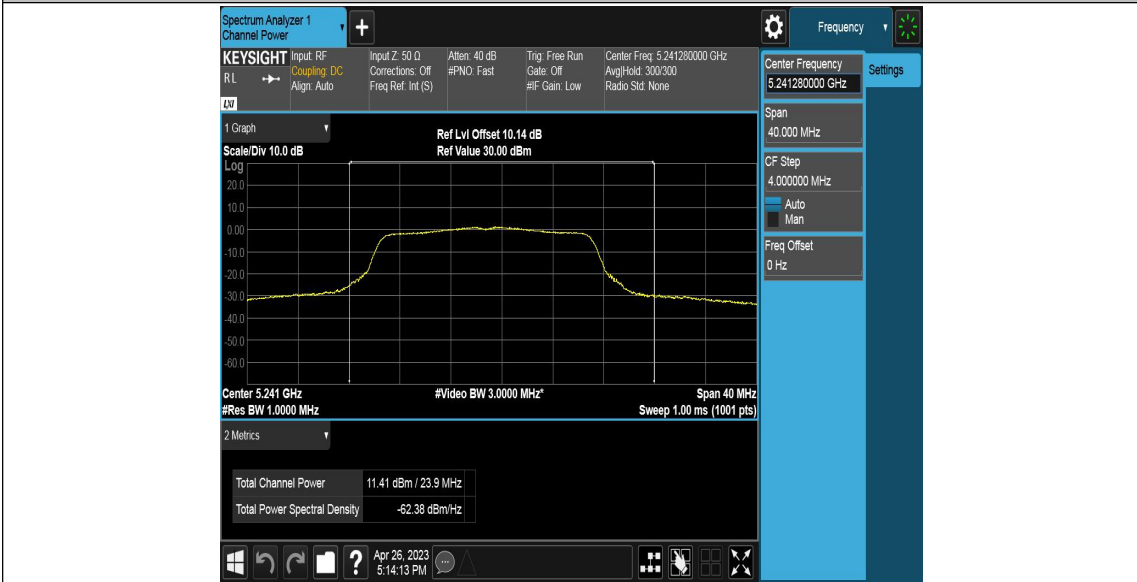 Spectrum Analyzer 1
Channel Power
+
Frequency
KEYSIGHT
RL
LXI
Input: RF
Coupling: DC
Align: Auto
Input Z: 50 Ω
Corrections: Off
Freq Ref: Int (S)
Atten: 40 dB
#PNO: Fast
Trig: Free Run
Gate: Off
#IF Gain: Low
Center Freq: 5.241280000 GHz
Avg|Hold: 300/300
Radio Std: None
Center Frequency
5.241280000 GHz
Settings
Span
40.000 MHz
CF Step
4.000000 MHz
Auto
Man
Freq Offset
0 Hz
1 Graph
Scale/Div 10.0 dB
Ref Lvl Offset 10.14 dB
Ref Value 30.00 dBm
Log
20.0
10.0
0.00
-10.0
-20.0
-30.0
-40.0
-50.0
-60.0
Center 5.241 GHz
#Video BW 3.0000 MHz*
Span 40 MHz
#Res BW 1.0000 MHz
Sweep 1.00 ms (1001 pts)
2 Metrics
Total Channel Power 11.41 dBm / 23.9 MHz
Total Power Spectral Density -62.38 dBm/Hz
?
Apr 26, 2023
5:14:13 PM